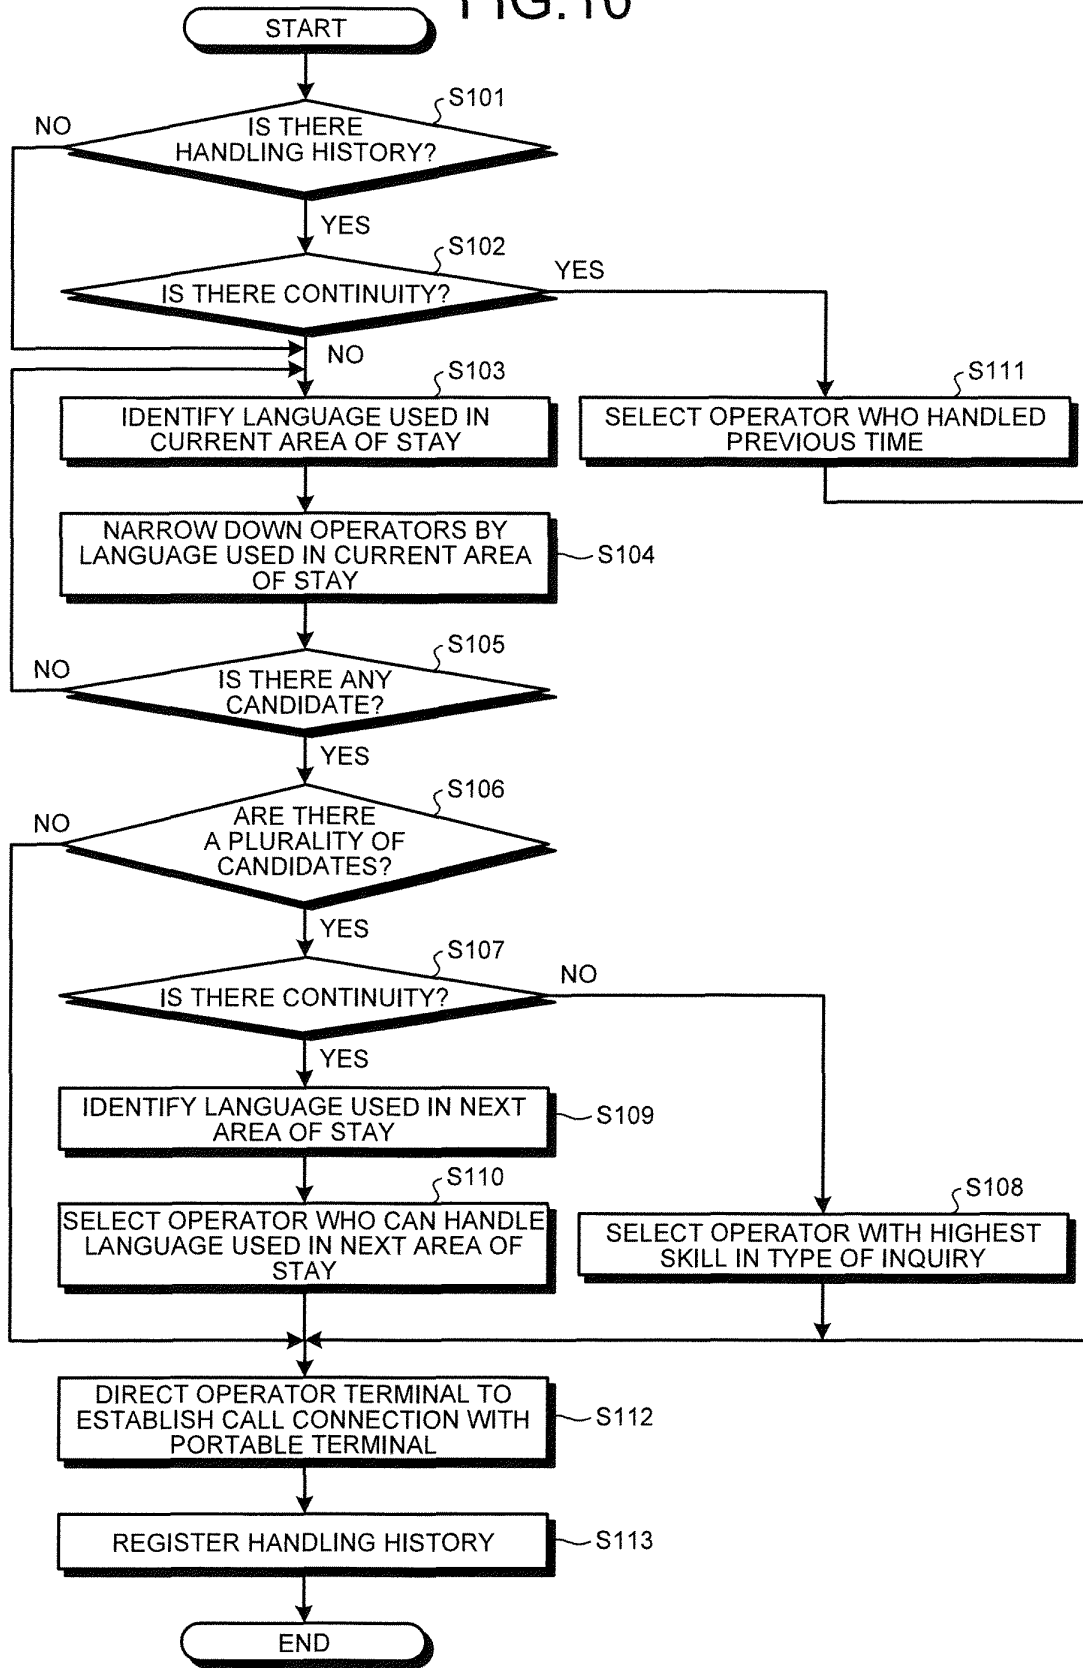 FIG.10
START
S101
NO
IS THERE
HANDLING HISTORY?
YES
S102
YES
IS THERE CONTINUITY?
NO
S103
S111
IDENTIFY LANGUAGE USED IN
CURRENT AREA OF STAY
SELECT OPERATOR WHO HANDLED
PREVIOUS TIME
NARROW DOWN OPERATORS BY
LANGUAGE USED IN CURRENT AREA
OF STAY
S104
S105
NO
IS THERE ANY
CANDIDATE?
YES
S106
NO
ARE THERE
A PLURALITY OF
CANDIDATES?
YES
S107
NO
IS THERE CONTINUITY?
YES
IDENTIFY LANGUAGE USED IN NEXT
AREA OF STAY
S109
S110
S108
SELECT OPERATOR WHO CAN HANDLE
LANGUAGE USED IN NEXT AREA OF
STAY
SELECT OPERATOR WITH HIGHEST
SKILL IN TYPE OF INQUIRY
DIRECT OPERATOR TERMINAL TO
ESTABLISH CALL CONNECTION WITH
PORTABLE TERMINAL
S112
REGISTER HANDLING HISTORY
S113
END